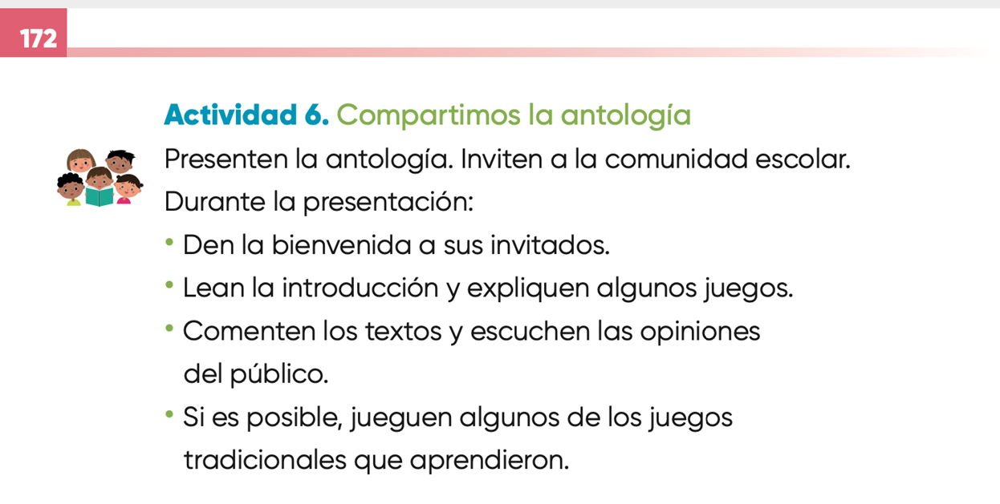 172
Actividad 6. Compartimos la antología
Presenten la antología. Inviten a la comunidad escolar.
Durante la presentación:
• Den la bienvenida a sus invitados.
• Lean la introducción y expliquen algunos juegos.
• Comenten los textos y escuchen las opiniones
del público.
• Si es posible, jueguen algunos de los juegos
tradicionales que aprendieron.